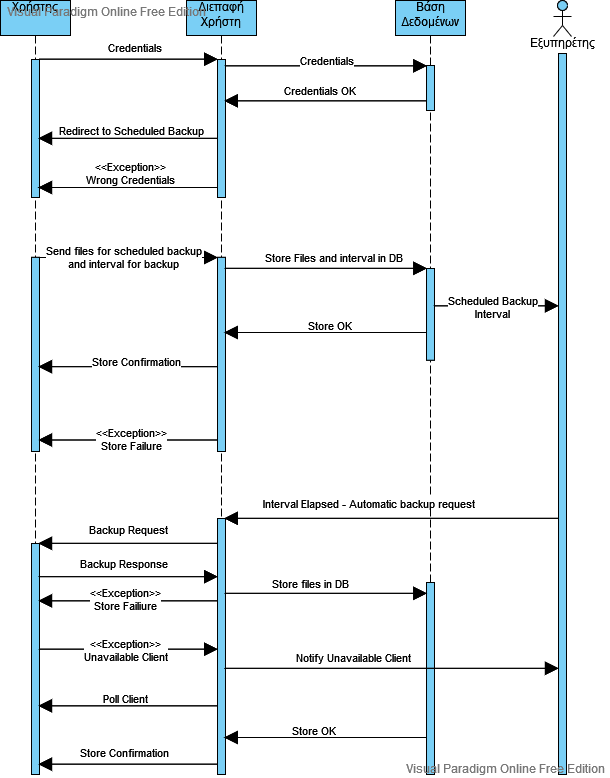 Χρήστης
Visual Paradigm Online Free Edition
Διεπαφή
Χρήστη
Βάση
Δεδομένων
Εξυπηρέτης
Credentials
Credentials
Credentials OK
Redirect to Scheduled Backup
<<Exception>>
Wrong Credentials
Send files for scheduled backup
and interval for backup
Store Files and interval in DB
Scheduled Backup
Interval
Store OK
Store Confirmation
<<Exception>>
Store Failure
Interval Elapsed - Automatic backup request
Backup Request
Backup Response
Store files in DB
<<Exception>>
Store Failiure
<<Exception>>
Unavailable Client
Notify Unavailable Client
Poll Client
Store OK
Store Confirmation
Visual Paradigm Online Free Edition